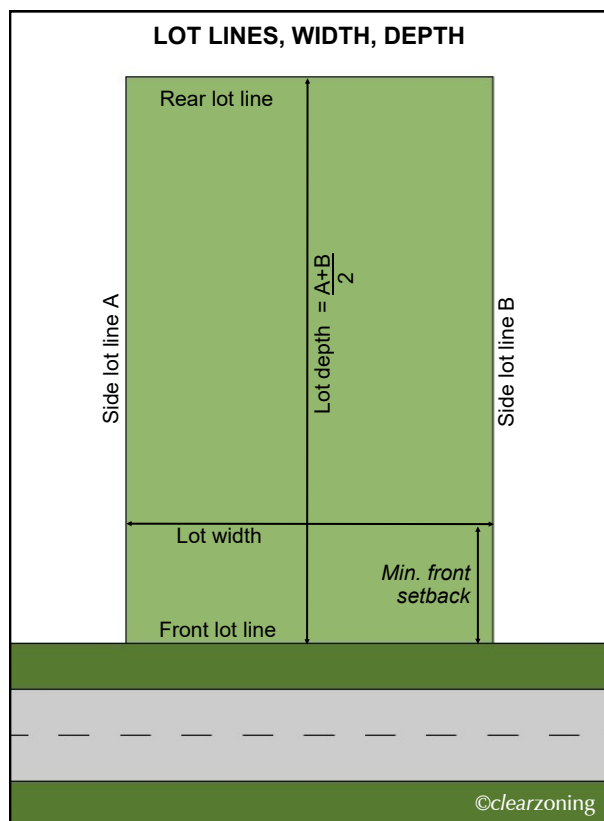 LOT LINES, WIDTH, DEPTH
Rear lot line
Side lot line A
Lot depth = A+B
2
Side lot line B
Lot width
Min. front
setback
Front lot line
©clearzoning